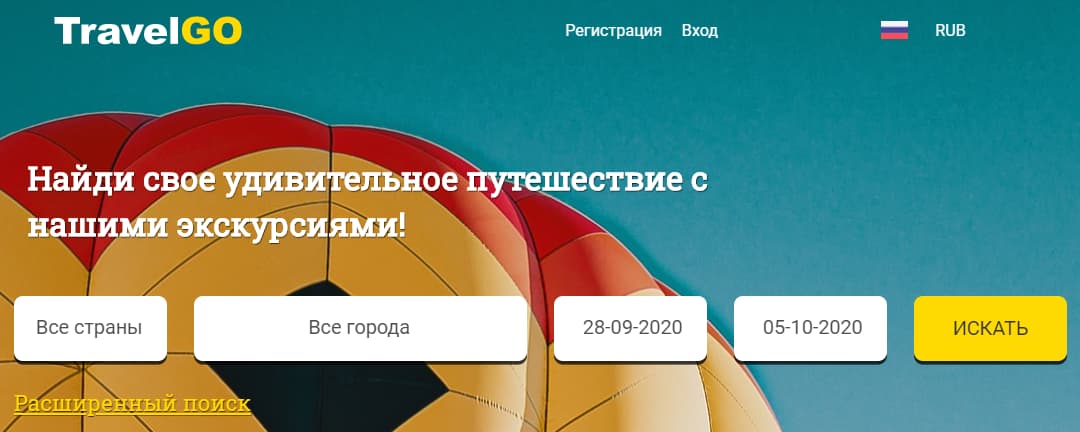 TravelGO
Регистрация Вход
RUB
Найди свое удивительное путешествие с
нашими экскурсиями!
Все страны
Все города
28-09-2020
05-10-2020
ИСКАТЬ
Расширенный поиск